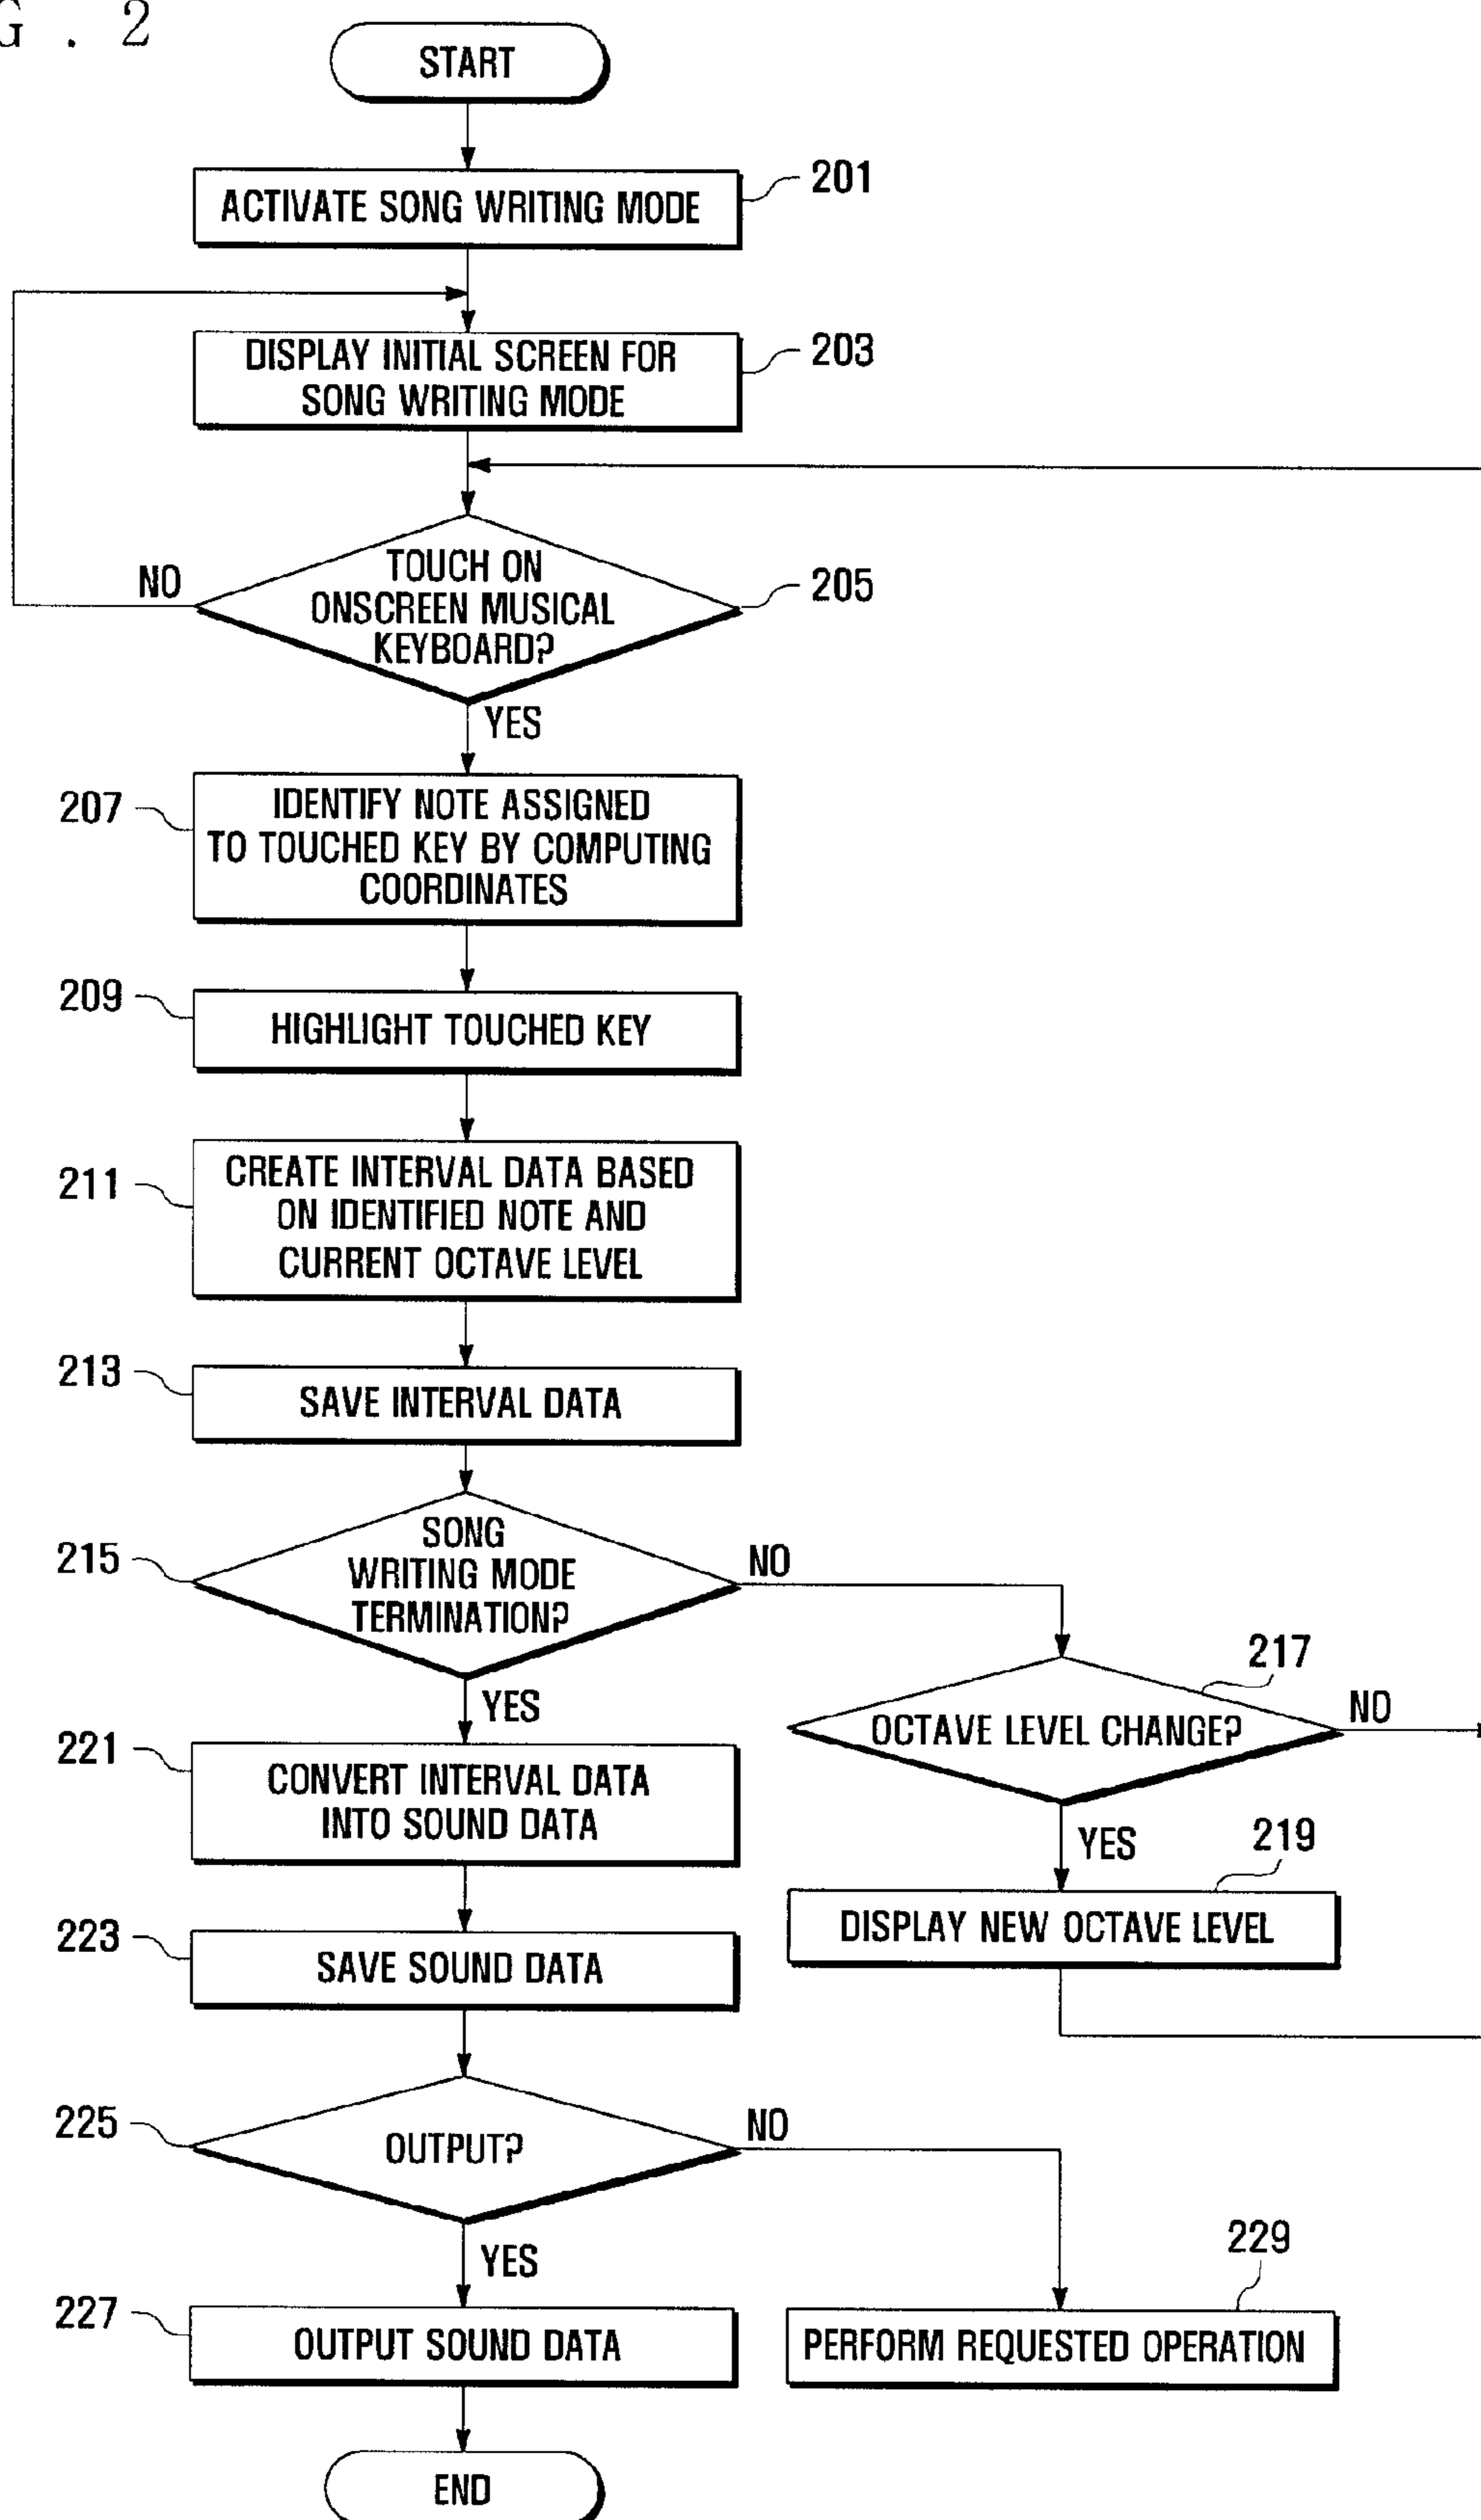 G . 2
START
ACTIVATE SONG WRITING MODE
201
DISPLAY INITIAL SCREEN FOR
SONG WRITING MODE
203
TOUCH ON
ONSCREEN MUSICAL
KEYBOARD?
NO
205
YES
207
IDENTIFY NOTE ASSIGNED
TO TOUCHED KEY BY COMPUTING
COORDINATES
209
HIGHLIGHT TOUCHED KEY
211
CREATE INTERVAL DATA BASED
ON IDENTIFIED NOTE AND
CURRENT OCTAVE LEVEL
213
SAVE INTERVAL DATA
215
SONG
WRITING MODE
TERMINATION?
NO
YES
217
OCTAVE LEVEL CHANGE?
NO
YES
219
DISPLAY NEW OCTAVE LEVEL
221
CONVERT INTERVAL DATA
INTO SOUND DATA
223
SAVE SOUND DATA
225
OUTPUT?
NO
YES
227
OUTPUT SOUND DATA
229
PERFORM REQUESTED OPERATION
END